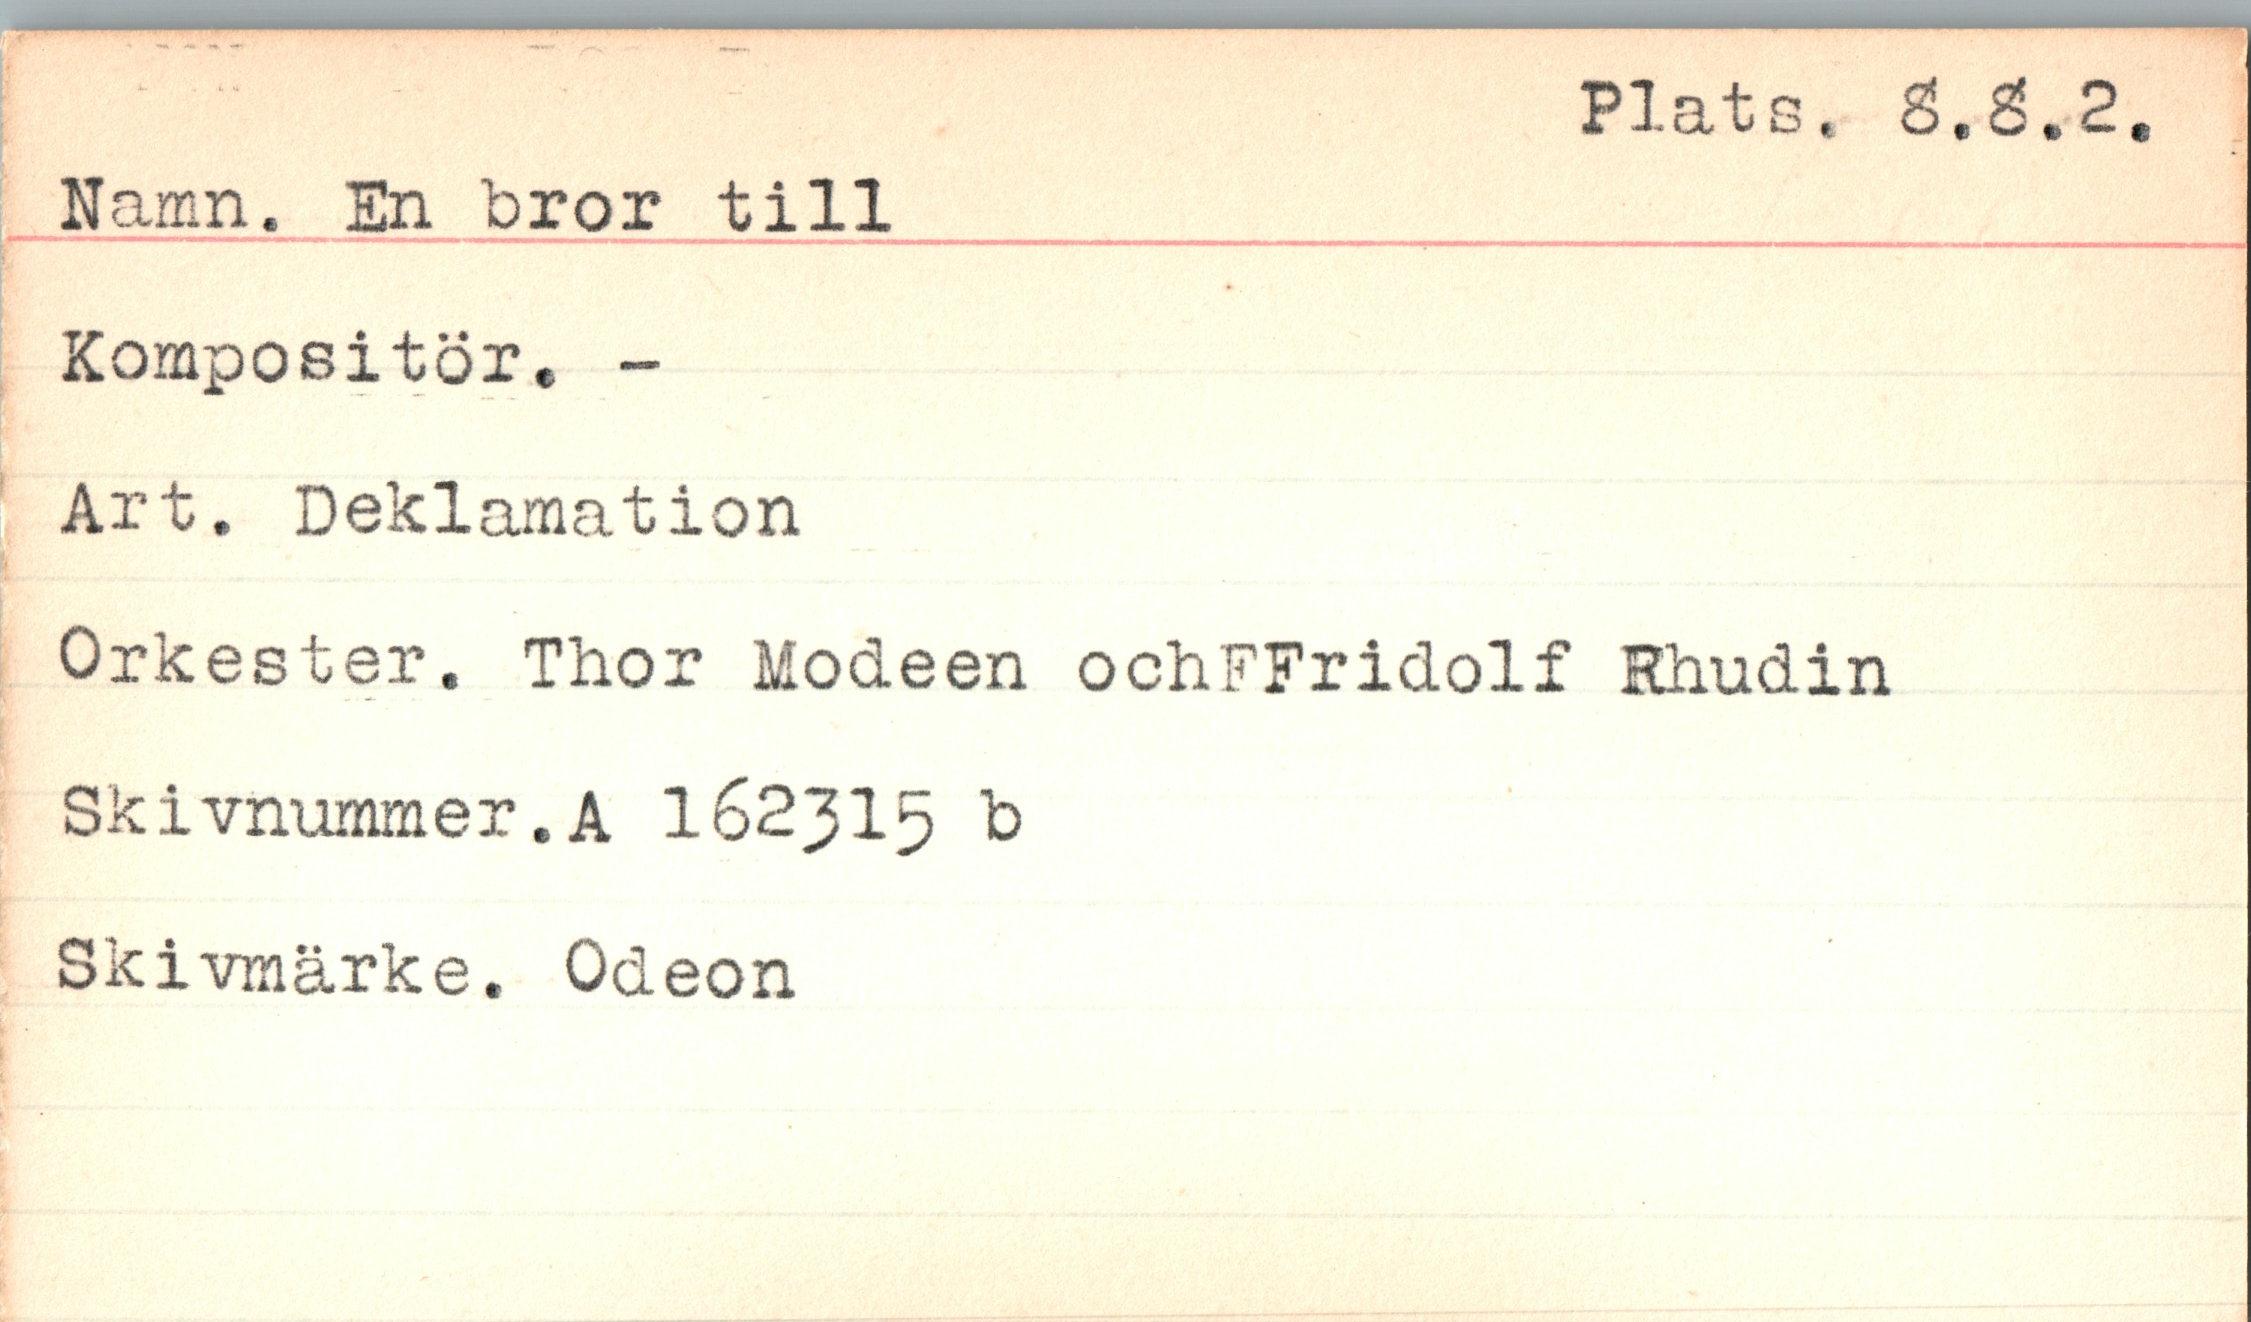 Plats. 8.8.2.
Namn. En bror till
Kompositör. -
Art. Deklamation
Orkester. Thor Modeen ochFFridolf Rhudin
Skivnummer.A 162315 b
Skivmärke. Odeon